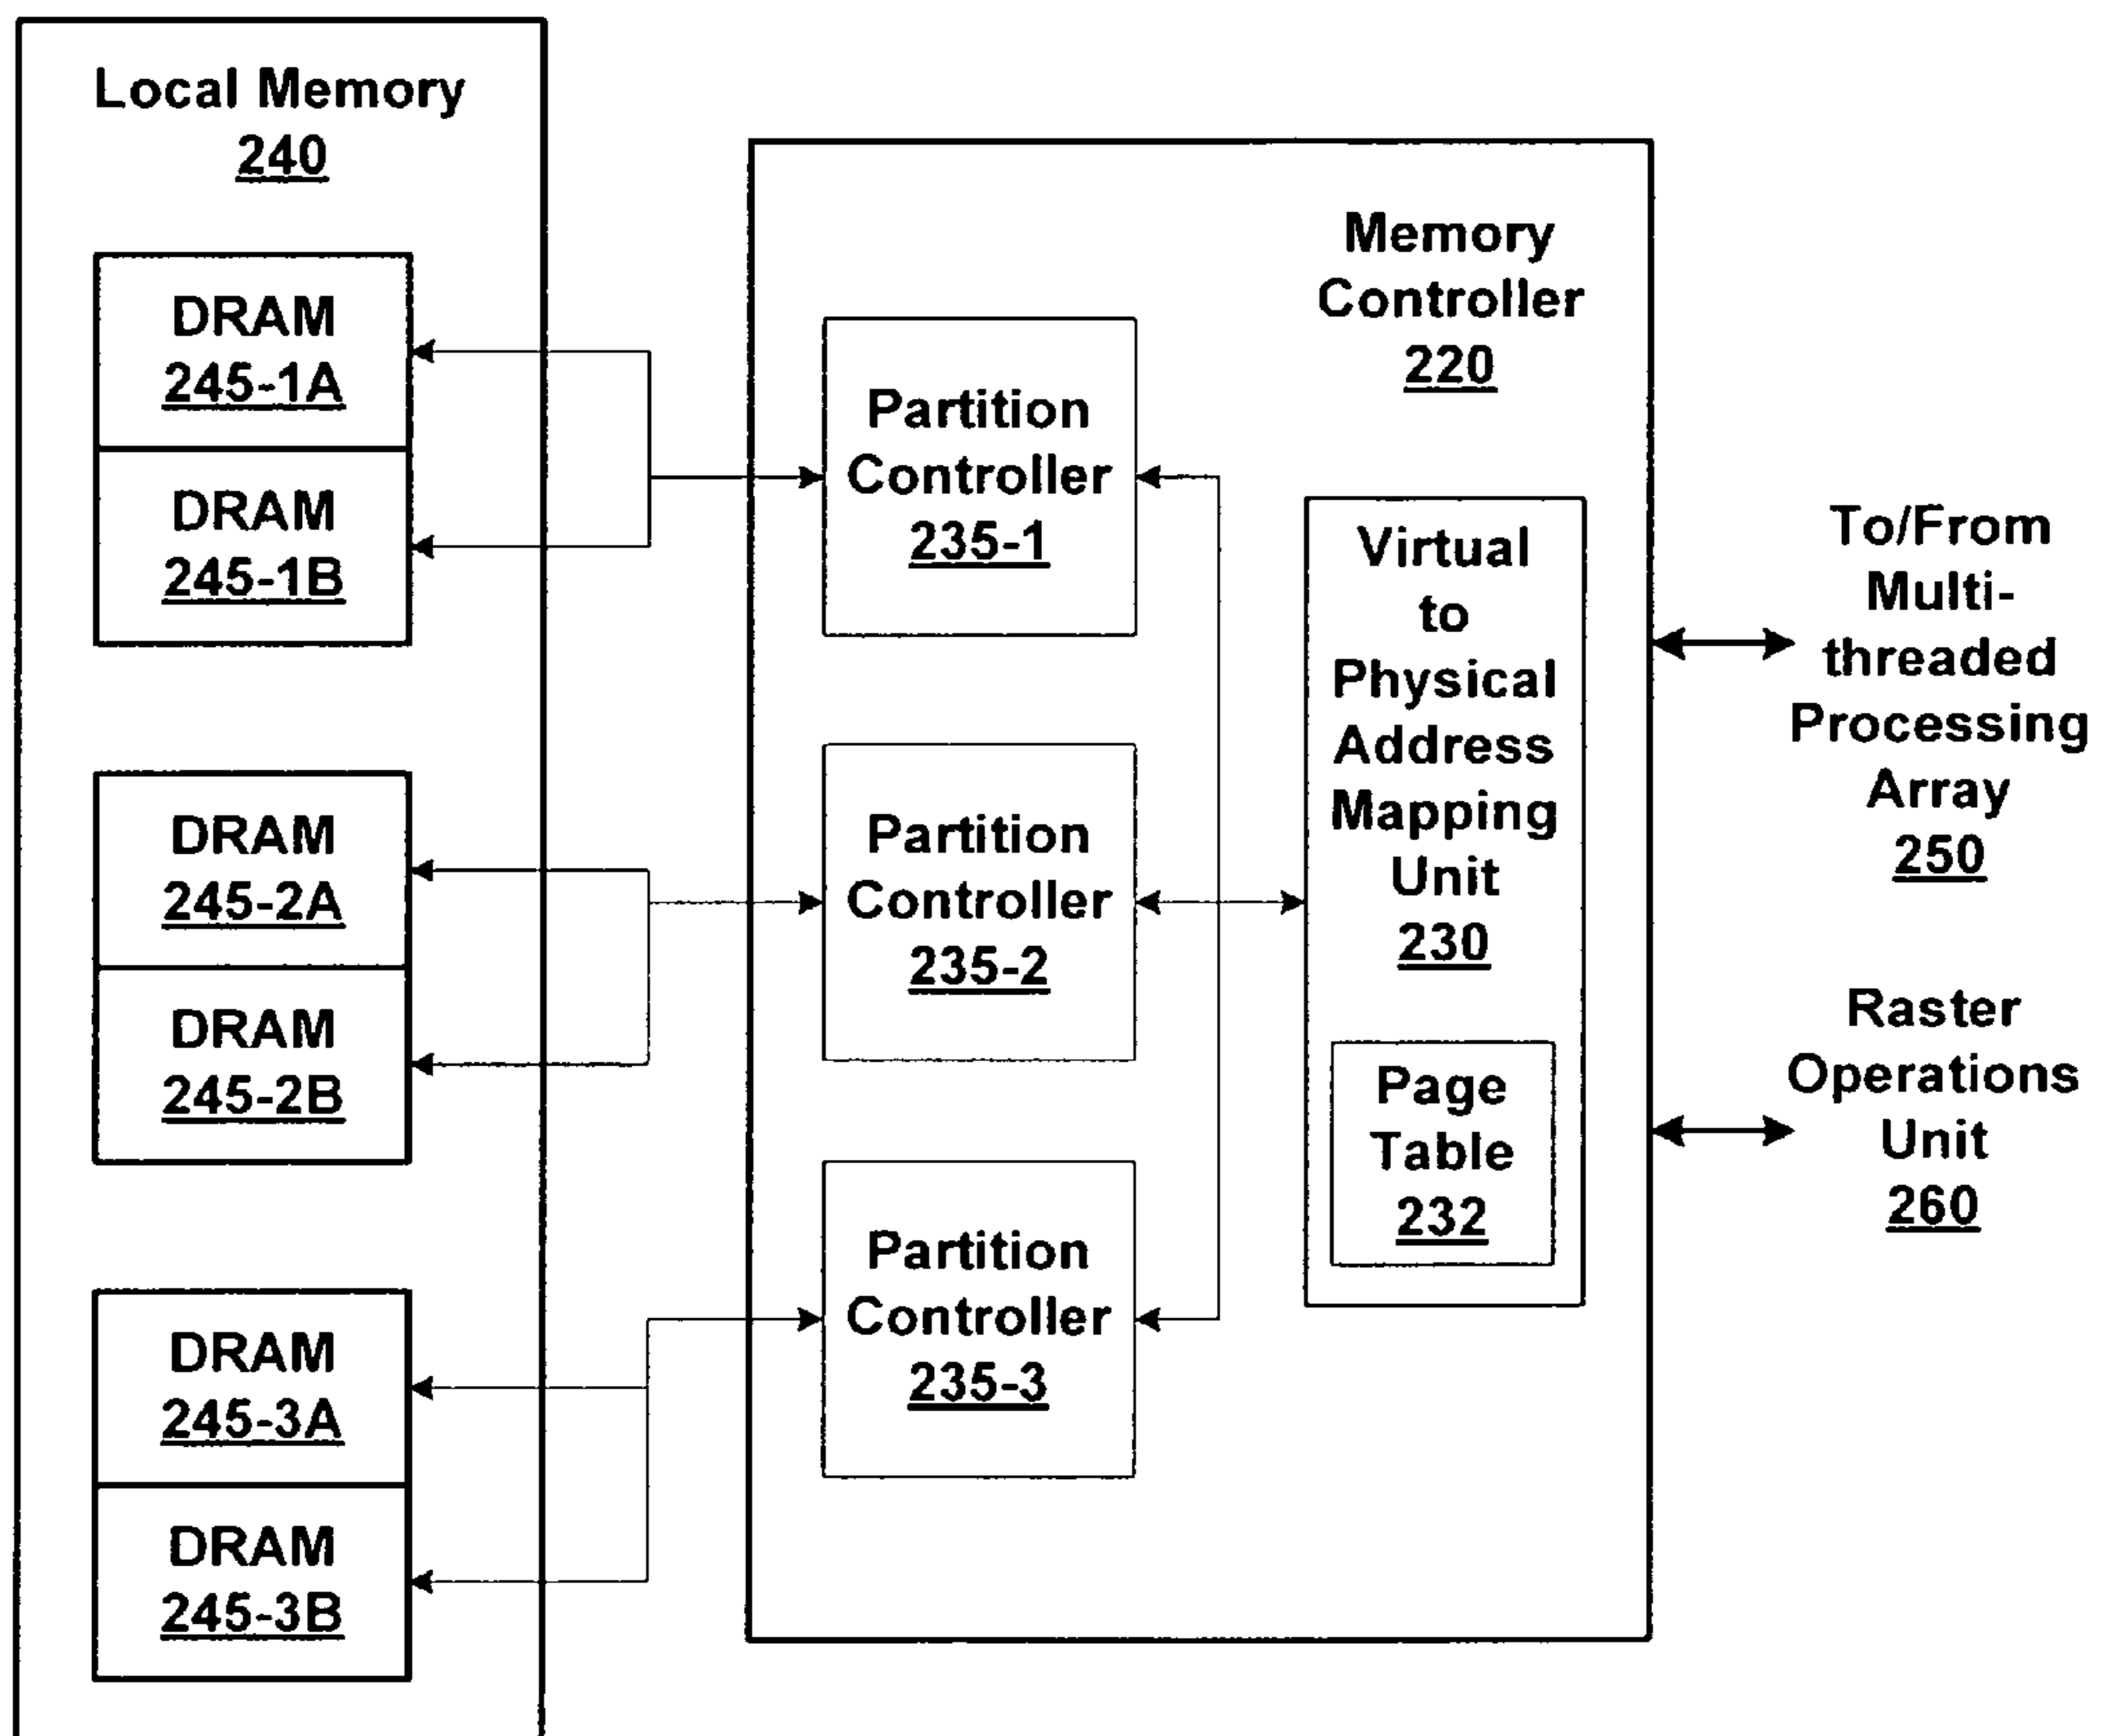 Local Memory
240
DRAM
245-1A
DRAM
245-1B
DRAM
245-2A
DRAM
245-2B
DRAM
245-3A
DRAM
245-3B
Memory
Controller
220
Partition
Controller
235-1
Partition
Controller
235-2
Partition
Controller
235-3
Virtual
to
Physical
Address
Mapping
Unit
230
Page
Table
232
To/From
Multi-
threaded
Processing
Array
250
Raster
Operations
Unit
260